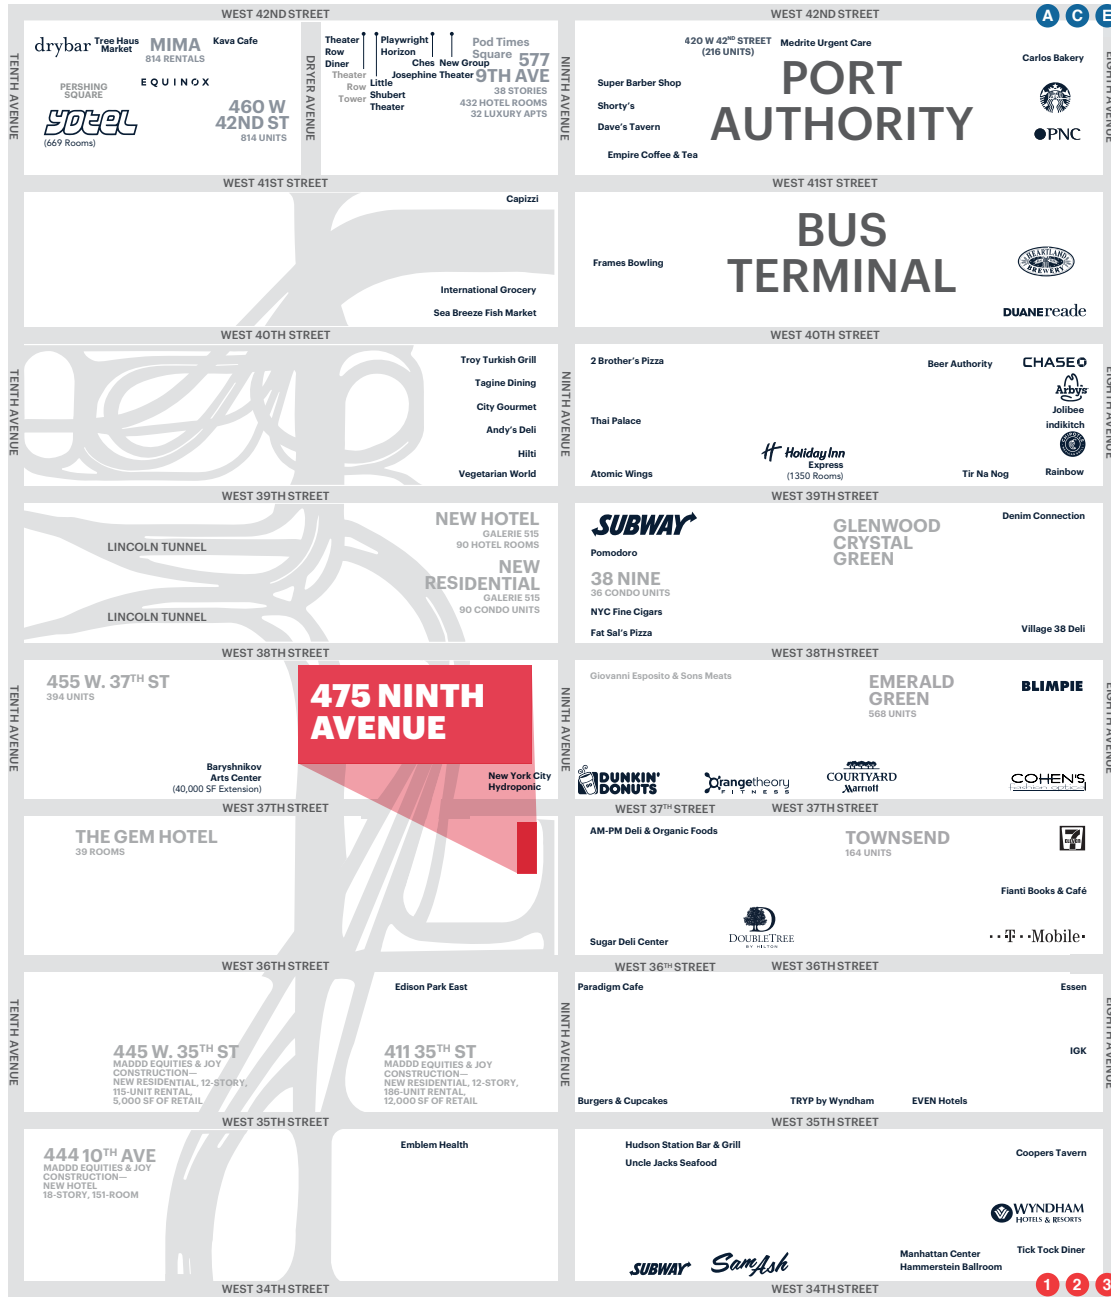 WEST 42ND STREET
WEST 42ND STREET
A C E
TENTH AVENUE
drybar
Tree Haus
Market
MIMA
814 RENTALS
Kava Cafe
PERSHING
SQUARE
EQUINOX
YOTEL
(669 Rooms)
460 W
42ND ST
814 UNITS
DRYER AVENUE
Theater
Row
Diner
Theater
Row
Tower
Playwright
Horizon
Ches
New Group
Josephine Theater
Little
Shubert
Theater
Pod Times
Square
577
9TH AVE
38 STORIES
432 HOTEL ROOMS
32 LUXURY APTS
NINTH AVENUE
420 W 42ND STREET
(216 UNITS)
Medrite Urgent Care
Carlos Bakery
Super Barber Shop
Shorty's
Dave's Tavern
Empire Coffee & Tea
PORT
AUTHORITY
PNC
EIGHTH AVENUE
WEST 41ST STREET
WEST 41ST STREET
Capizzi
International Grocery
Sea Breeze Fish Market
Frames Bowling
BUS
TERMINAL
HEARTLAND
BREWERY
DUANE reade
WEST 40TH STREET
WEST 40TH STREET
TENTH AVENUE
Troy Turkish Grill
Tagine Dining
City Gourmet
Andy's Deli
Hilti
Vegetarian World
NINTH AVENUE
2 Brother's Pizza
Thai Palace
Atomic Wings
Holiday Inn
Express
(1350 Rooms)
Beer Authority
Tir Na Nog
CHASE
Arby's
Jolibee
indikitch
Rainbow
EIGHTH AVENUE
WEST 39TH STREET
WEST 39TH STREET
LINCOLN TUNNEL
LINCOLN TUNNEL
NEW HOTEL
GALERIE 515
90 HOTEL ROOMS
NEW
RESIDENTIAL
GALERIE 515
90 CONDO UNITS
SUBWAY
Pomodoro
38 NINE
36 CONDO UNITS
NYC Fine Cigars
Fat Sal's Pizza
GLENWOOD
CRYSTAL
GREEN
Denim Connection
Village 38 Deli
WEST 38TH STREET
WEST 38TH STREET
TENTH AVENUE
455 W. 37TH ST
394 UNITS
Baryshnikov
Arts Center
(40,000 SF Extension)
475 NINTH
AVENUE
New York City
Hydroponic
NINTH AVENUE
Giovanni Esposito & Sons Meats
EMERALD
GREEN
568 UNITS
BLIMPIE
DUNKIN'
DONUTS
Orangetheory
FITNESS
COURTYARD
Marriott
COHEN'S
fashion optical
EIGHTH AVENUE
WEST 37TH STREET
WEST 37TH STREET
WEST 37TH STREET
THE GEM HOTEL
39 ROOMS
AM-PM Deli & Organic Foods
TOWNSEND
164 UNITS
7
ELEVEN
Fianti Books & Café
Sugar Deli Center
D
DOUBLETREE
BY HILTON
T Mobile
WEST 36TH STREET
WEST 36TH STREET
WEST 36TH STREET
TENTH AVENUE
Edison Park East
445 W. 35TH ST
MADDD EQUITIES & JOY
CONSTRUCTION—
NEW RESIDENTIAL, 12-STORY,
115-UNIT RENTAL,
5,000 SF OF RETAIL
411 35TH ST
MADDD EQUITIES & JOY
CONSTRUCTION—
NEW RESIDENTIAL, 12-STORY,
186-UNIT RENTAL,
12,000 SF OF RETAIL
NINTH AVENUE
Paradigm Cafe
Essen
IGK
Burgers & Cupcakes
TRYP by Wyndham
EVEN Hotels
EIGHTH AVENUE
WEST 35TH STREET
WEST 35TH STREET
444 10TH AVE
MADDD EQUITIES & JOY
CONSTRUCTION—
NEW HOTEL
18-STORY, 151-ROOM
Emblem Health
Hudson Station Bar & Grill
Uncle Jacks Seafood
Coopers Tavern
WYNDHAM
HOTELS & RESORTS
SUBWAY
Sam Ash
Manhattan Center
Hammerstein Ballroom
Tick Tock Diner
WEST 34TH STREET
WEST 34TH STREET
1 2 3